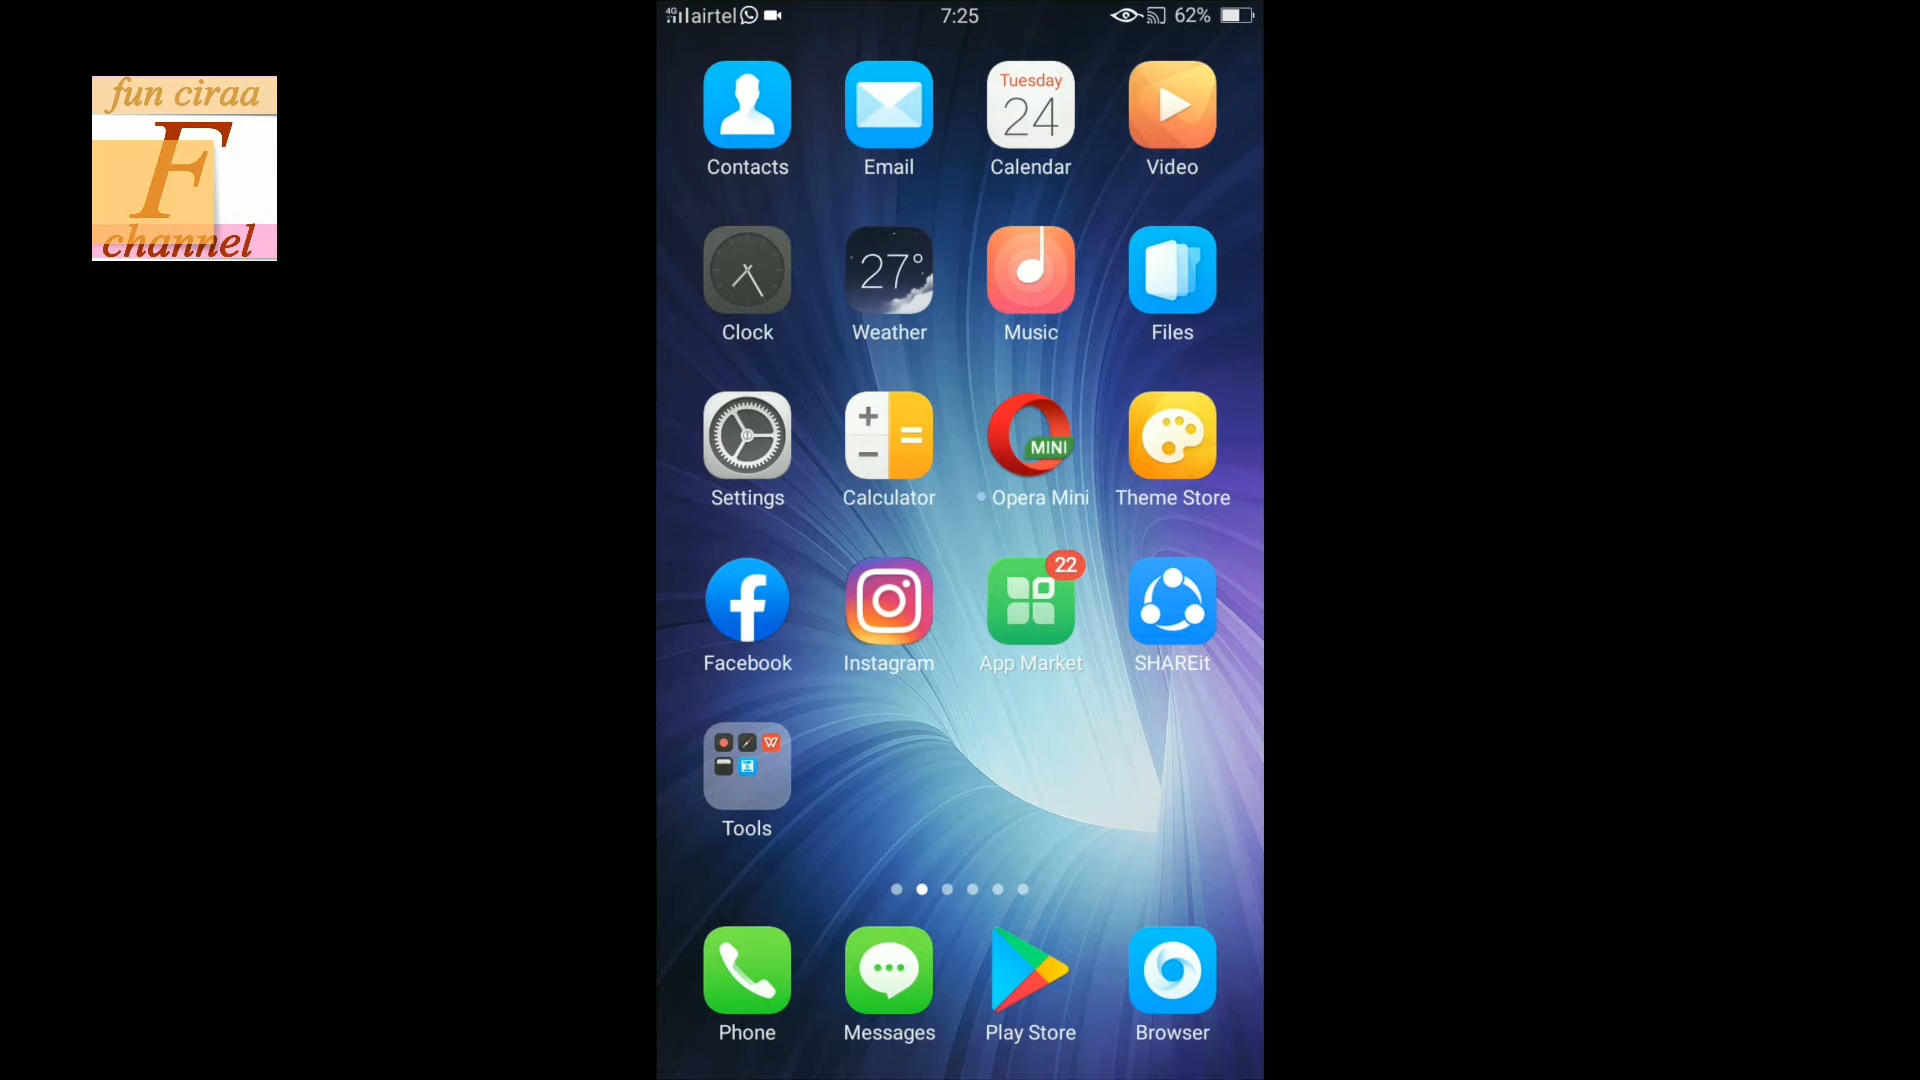 4G airtel 7:25 62%
fun ciraa
F
channel
Tuesday
24
Contacts Email Calendar Video
27°
Clock Weather Music Files
MINI
Settings Calculator Opera Mini Theme Store
22
Facebook Instagram App Market SHAREit
Tools
Phone Messages Play Store Browser